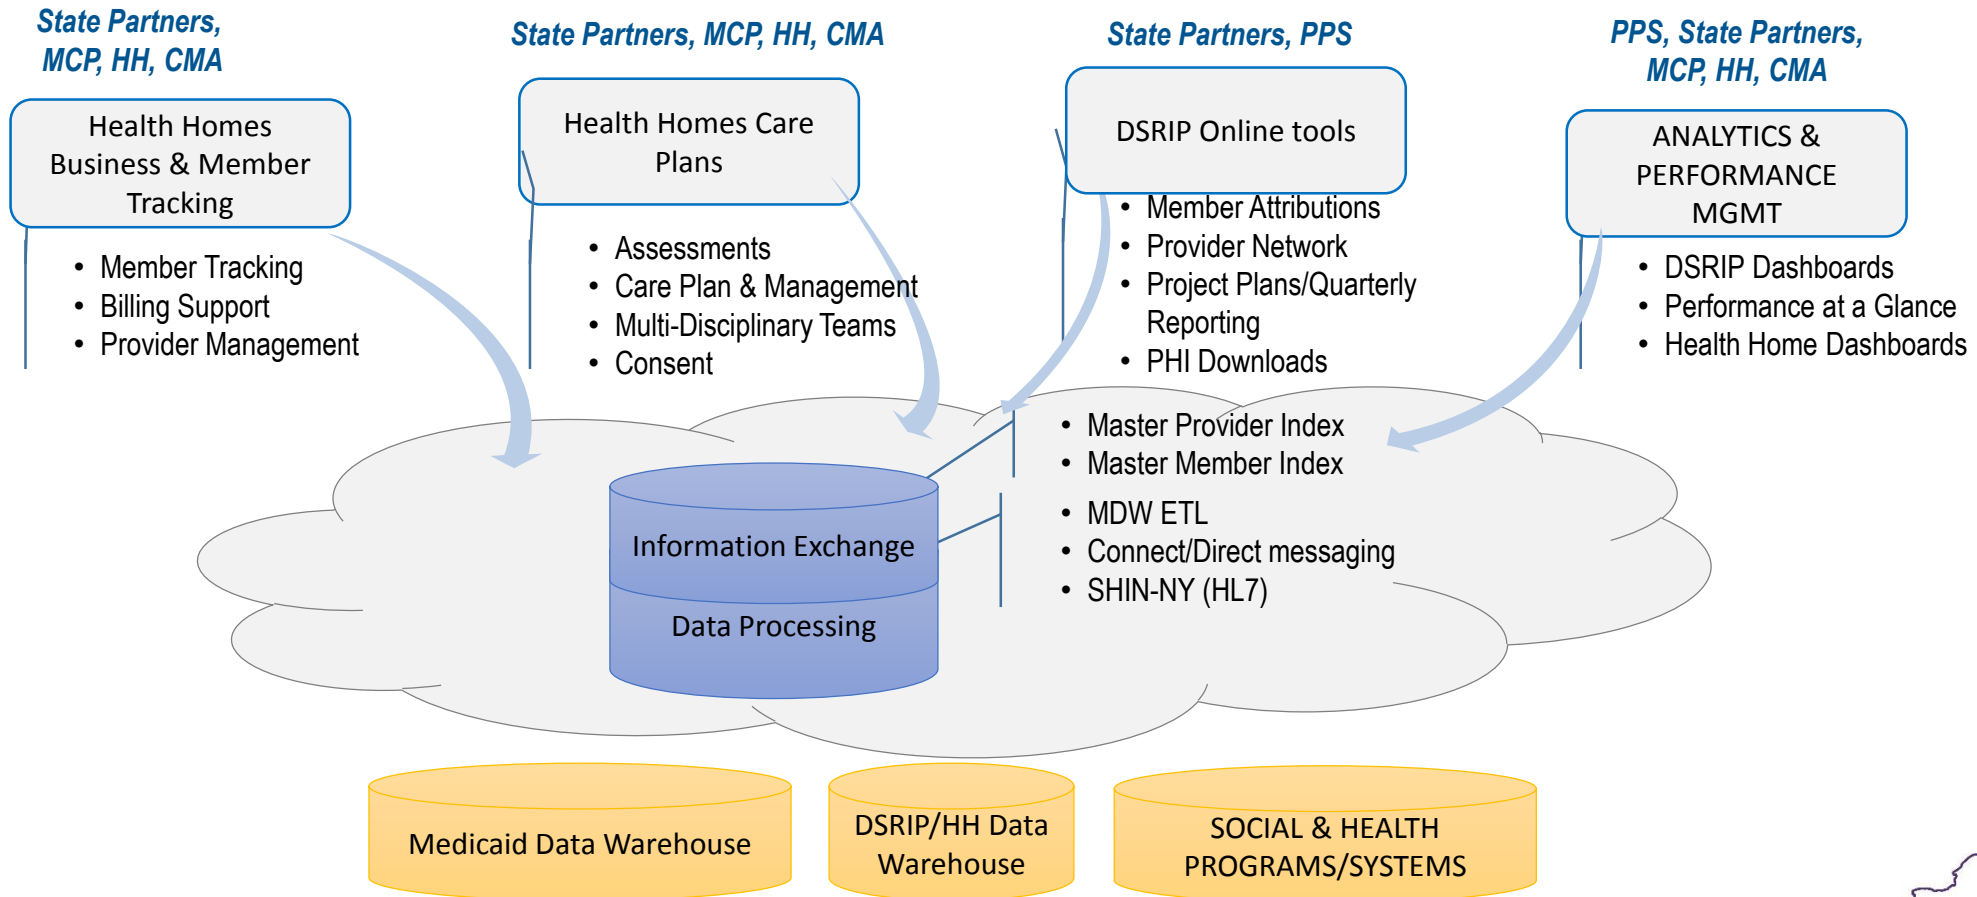 State Partners,
MCP, HH, CMA
Health Homes
Business & Member
Tracking
• Member Tracking
• Billing Support
• Provider Management
State Partners, MCP, HH, CMA
Health Homes Care
Plans
• Assessments
• Care Plan & Management
• Multi-Disciplinary Teams
• Consent
State Partners, PPS
DSRIP Online tools
• Member Attributions
• Provider Network
• Project Plans/Quarterly
Reporting
• PHI Downloads
PPS, State Partners,
MCP, HH, CMA
ANALYTICS &
PERFORMANCE
MGMT
• DSRIP Dashboards
• Performance at a Glance
• Health Home Dashboards
• Master Provider Index
• Master Member Index
• MDW ETL
• Connect/Direct messaging
• SHIN-NY (HL7)
Information Exchange
Data Processing
Medicaid Data Warehouse
DSRIP/HH Data
Warehouse
SOCIAL & HEALTH
PROGRAMS/SYSTEMS